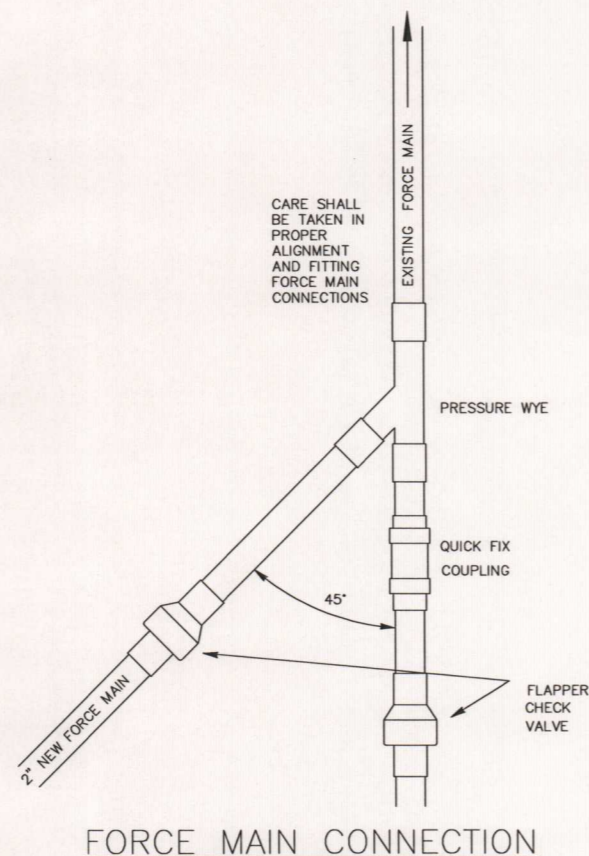 EXISTING FORCE MAIN
CARE SHALL
BE TAKEN IN
PROPER
ALIGNMENT
AND FITTING
FORCE MAIN
CONNECTIONS
PRESSURE WYE
QUICK FIX
COUPLING
45°
FLAPPER
CHECK
VALVE
2" NEW FORCE MAIN
FORCE MAIN CONNECTION